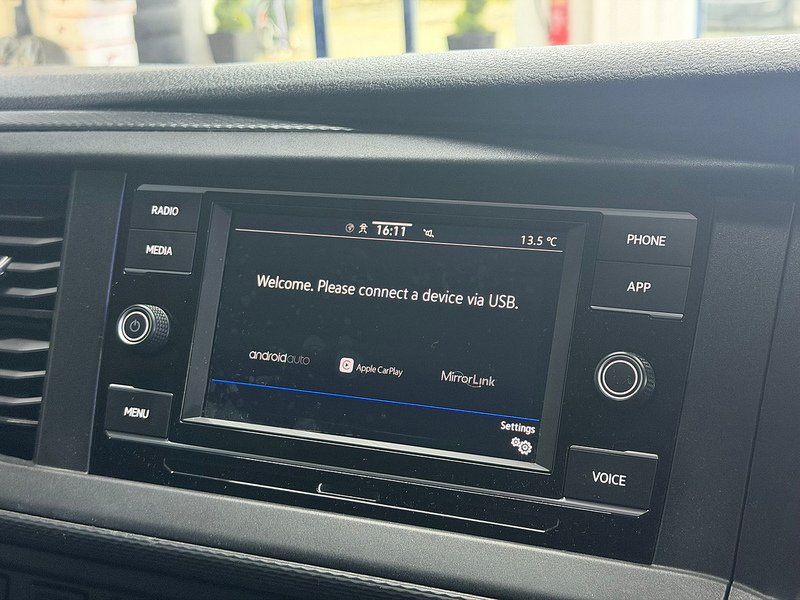 RADIO
MEDIA
MENU
16:11
13.5 °C
Welcome. Please connect a device via USB.
androidauto
Apple CarPlay
MirrorLink
Settings
PHONE
APP
VOICE